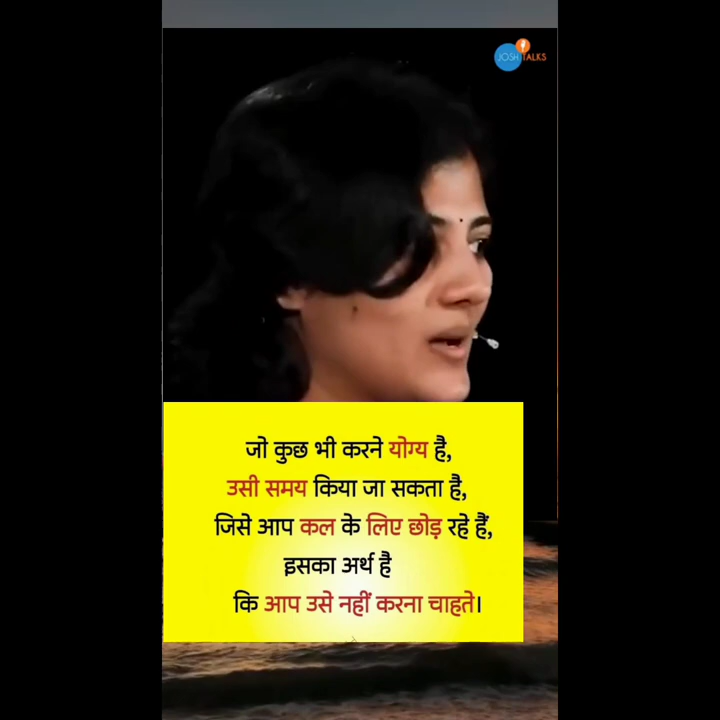 JOSH TALKS
जो कुछ भी करने योग्य है,
उसी समय किया जा सकता है,
जिसे आप कल के लिए छोड़ रहे हैं,
इसका अर्थ है
कि आप उसे नहीं करना चाहते।